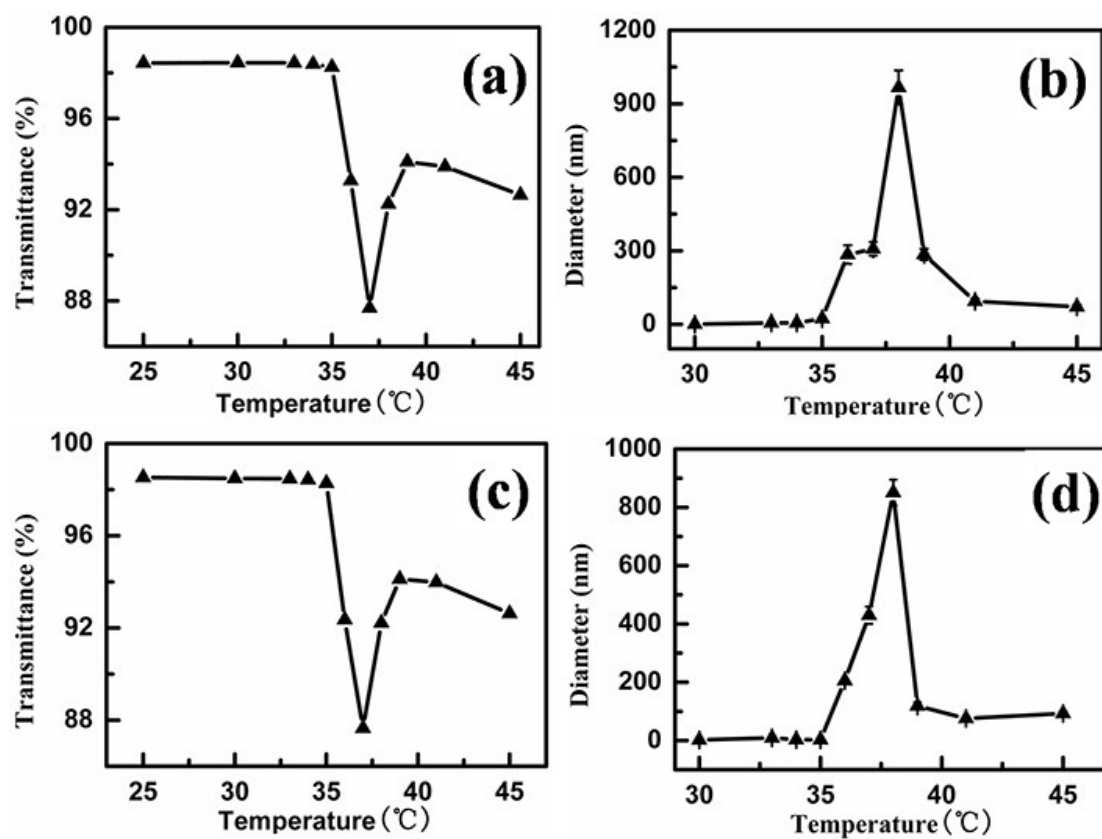 100
96
92
88
Transmittance (%)
(a)
25 30 35 40 45
Temperature(℃)
1200
900
600
300
0
Diameter (nm)
(b)
30 35 40 45
Temperature(℃)
100
96
92
88
Transmittance (%)
(c)
25 30 35 40 45
Temperature(℃)
1000
800
600
400
200
0
Diameter (nm)
(d)
30 35 40 45
Temperature(℃)